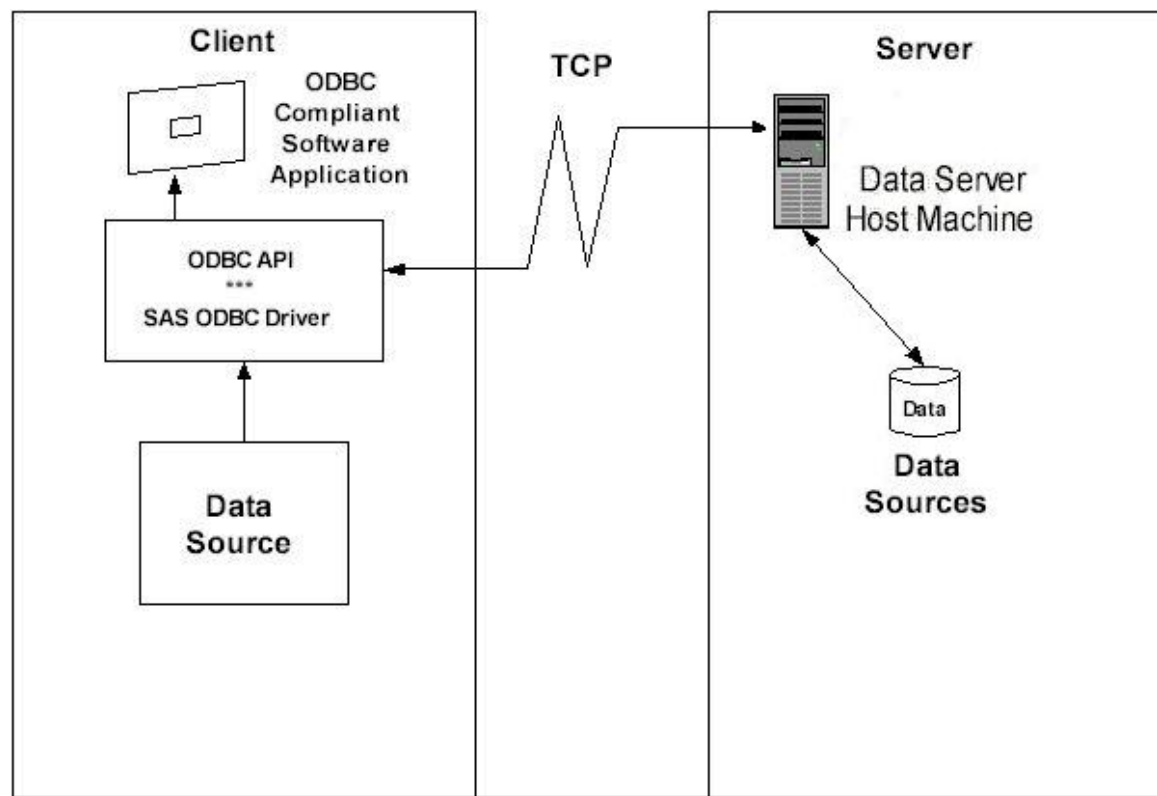 Client
ODBC
Compliant
Software
Application
ODBC API
***
SAS ODBC Driver
Data
Source
TCP
Server
Data Server
Host Machine
Data
Data
Sources